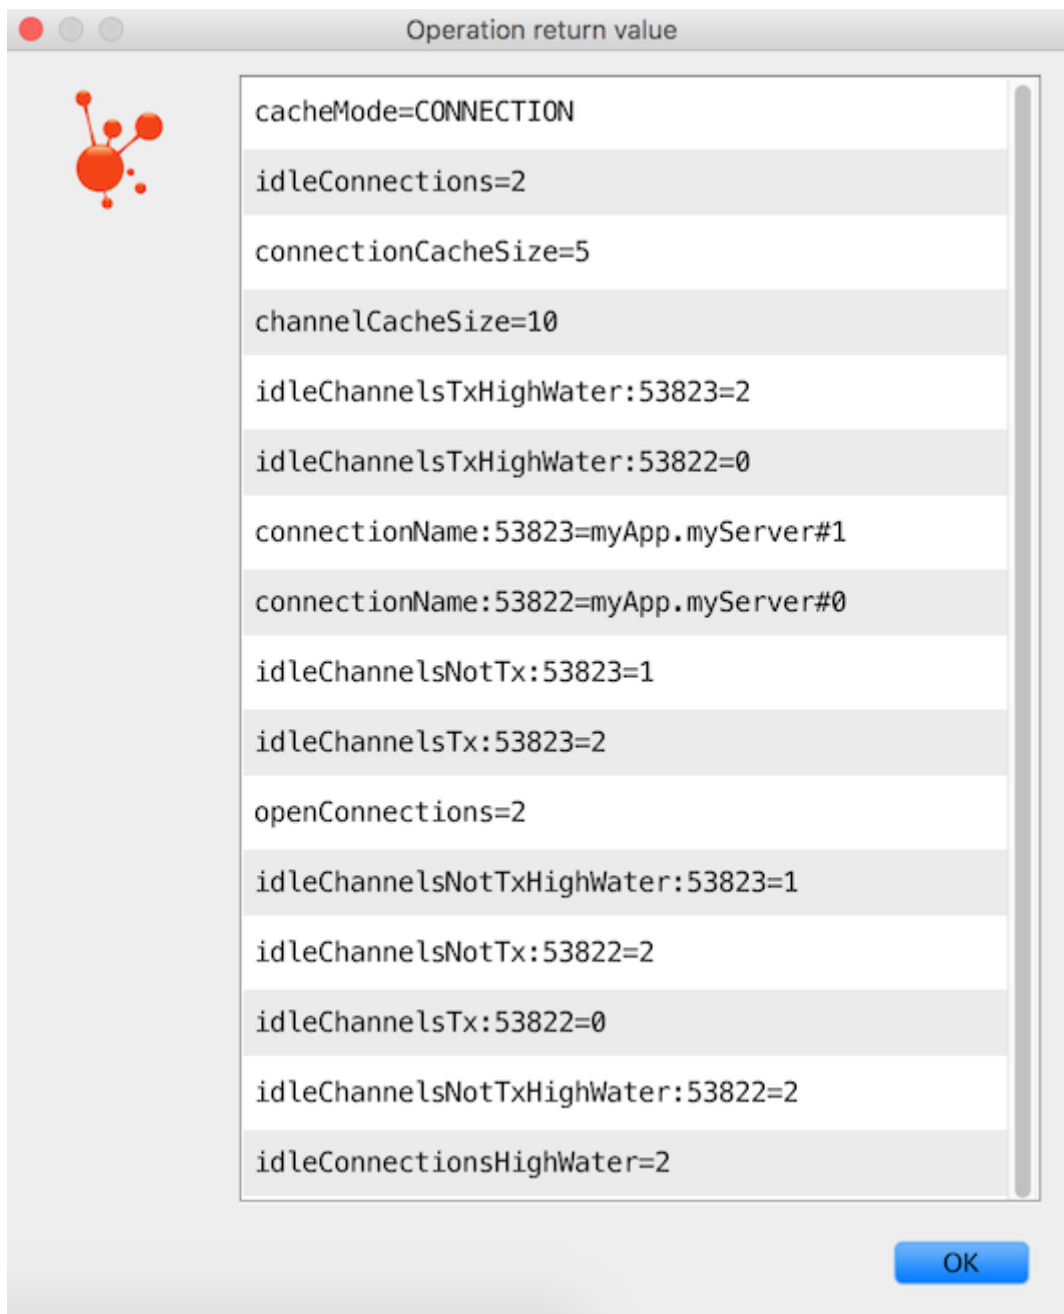 Operation return value
cacheMode=CONNECTION
idleConnections=2
connectionCacheSize=5
channelCacheSize=10
idleChannelsTxHighWater:53823=2
idleChannelsTxHighWater:53822=0
connectionName:53823=myApp.myServer#1
connectionName:53822=myApp.myServer#0
idleChannelsNotTx:53823=1
idleChannelsTx:53823=2
openConnections=2
idleChannelsNotTxHighWater:53823=1
idleChannelsNotTx:53822=2
idleChannelsTx:53822=0
idleChannelsNotTxHighWater:53822=2
idleConnectionsHighWater=2
OK